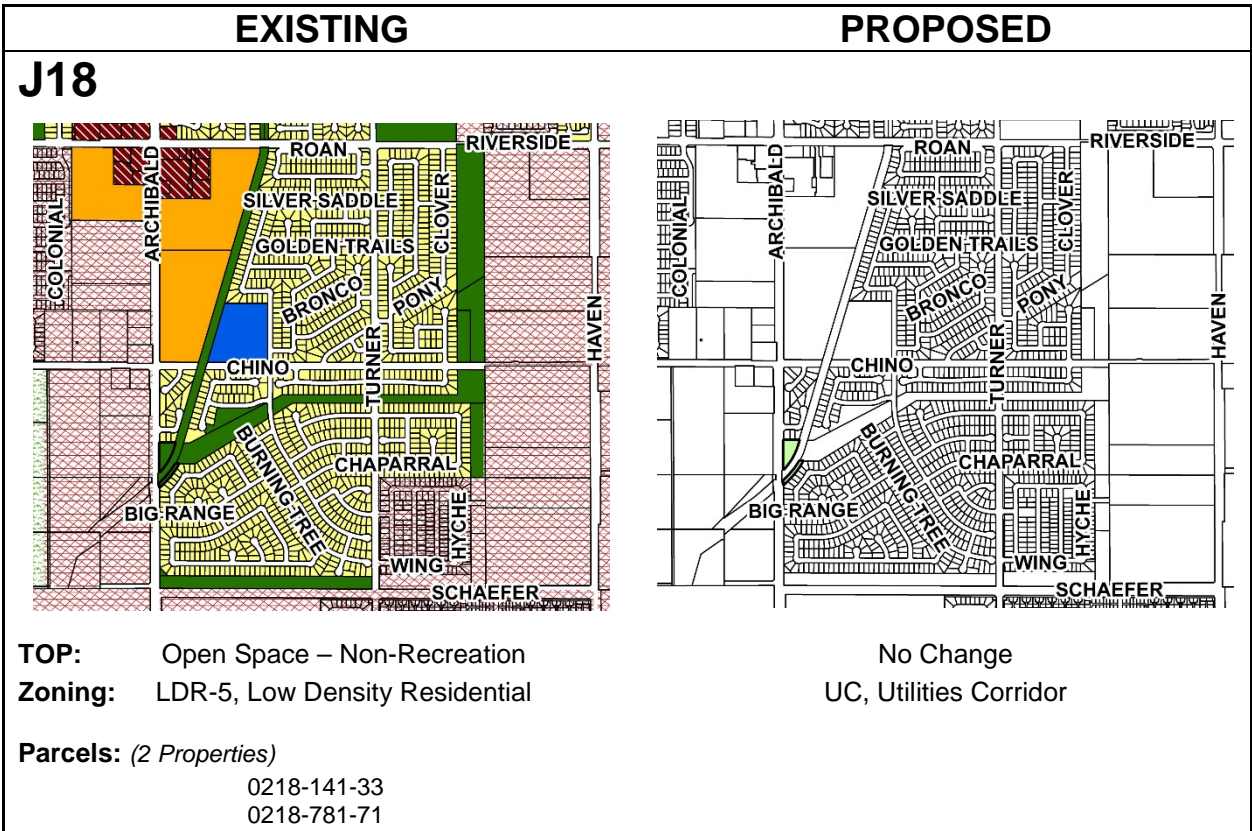 EXISTING PROPOSED
J18
ROAN RIVERSIDE
ARCHIBALD
COLONIAL
SILVER SADDLE
CLOVER
GOLDEN TRAILS
BRONCO
PONY
TURNER
HAVEN
CHINO
BURNING TREE
CHAPARRAL
BIG RANGE
HYCHE
WING
SCHAEFER
ROAN RIVERSIDE
ARCHIBALD
COLONIAL
SILVER SADDLE
CLOVER
GOLDEN TRAILS
BRONCO
PONY
TURNER
HAVEN
CHINO
BURNING TREE
CHAPARRAL
BIG RANGE
HYCHE
WING
SCHAEFER
TOP: Open Space – Non-Recreation No Change
Zoning: LDR-5, Low Density Residential UC, Utilities Corridor
Parcels: (2 Properties)
0218-141-33
0218-781-71